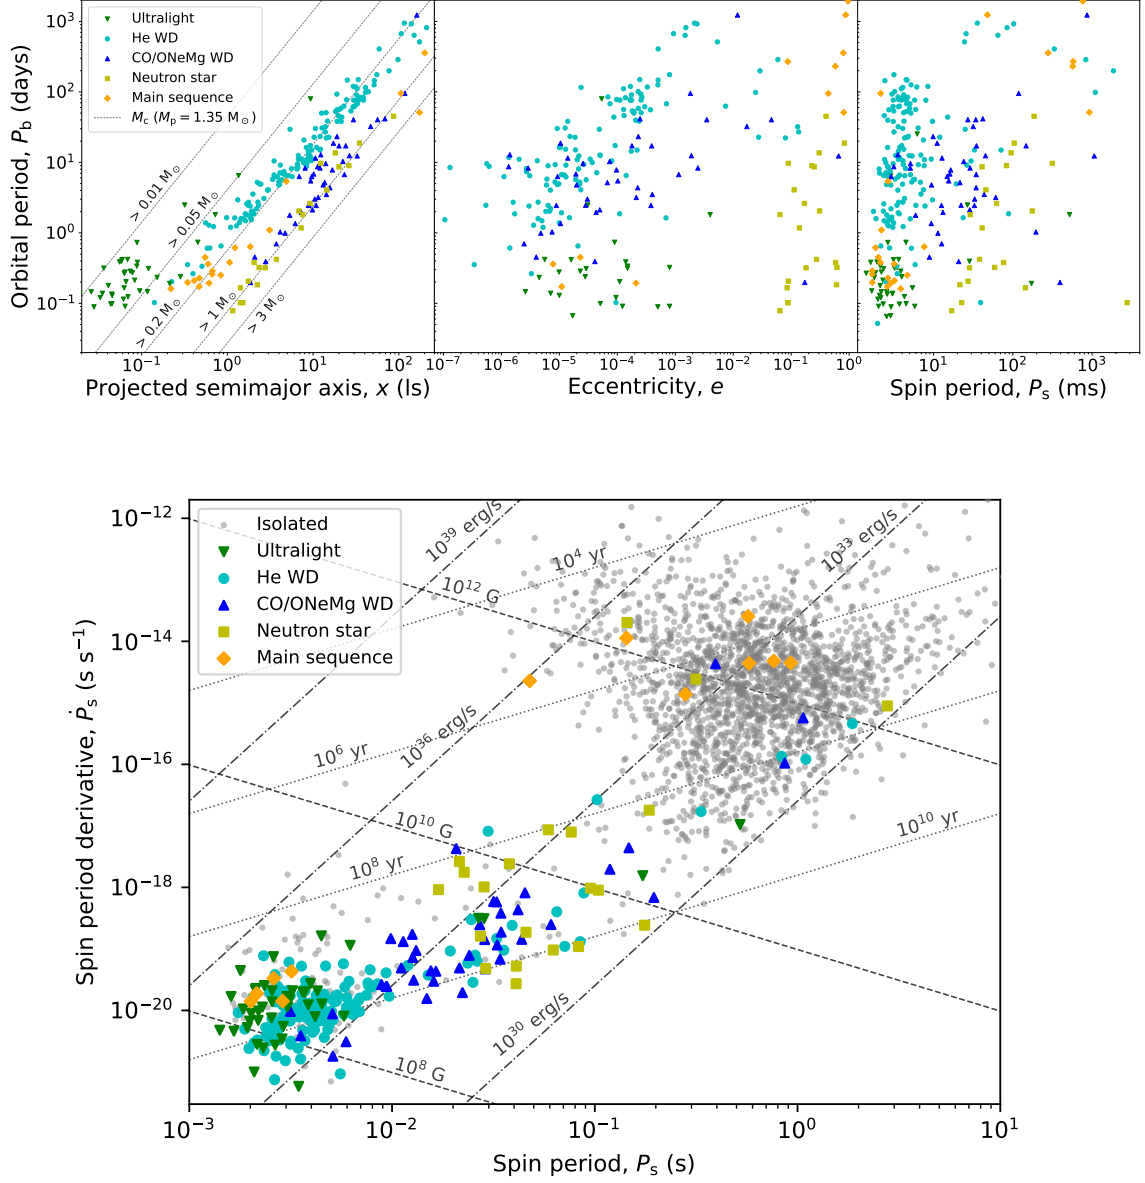 Orbital period, P_b (days)
10³
10²
10¹
10⁰
10⁻¹
Ultralight
He WD
CO/ONeMg WD
Neutron star
Main sequence
M_c (M_p = 1.35 M_⊙)
> 0.01 M_⊙
> 0.05 M_⊙
> 0.2 M_⊙
> 1 M_⊙
> 3 M_⊙
10⁻¹ 10⁰ 10¹ 10²
Projected semimajor axis, x (ls)
10⁻⁷ 10⁻⁶ 10⁻⁵ 10⁻⁴ 10⁻³ 10⁻² 10⁻¹ 10⁰
Eccentricity, e
10¹ 10² 10³
Spin period, P_s (ms)
Spin period derivative, Ṗ_s (s s⁻¹)
10⁻¹²
10⁻¹⁴
10⁻¹⁶
10⁻¹⁸
10⁻²⁰
Isolated
Ultralight
He WD
CO/ONeMg WD
Neutron star
Main sequence
10³⁹ erg/s
10⁴ yr
10³³ erg/s
10¹² G
10³⁶ erg/s
10⁶ yr
10¹⁰ G
10¹⁰ yr
10⁸ yr
10³⁰ erg/s
10⁸ G
10⁻³ 10⁻² 10⁻¹ 10⁰ 10¹
Spin period, P_s (s)